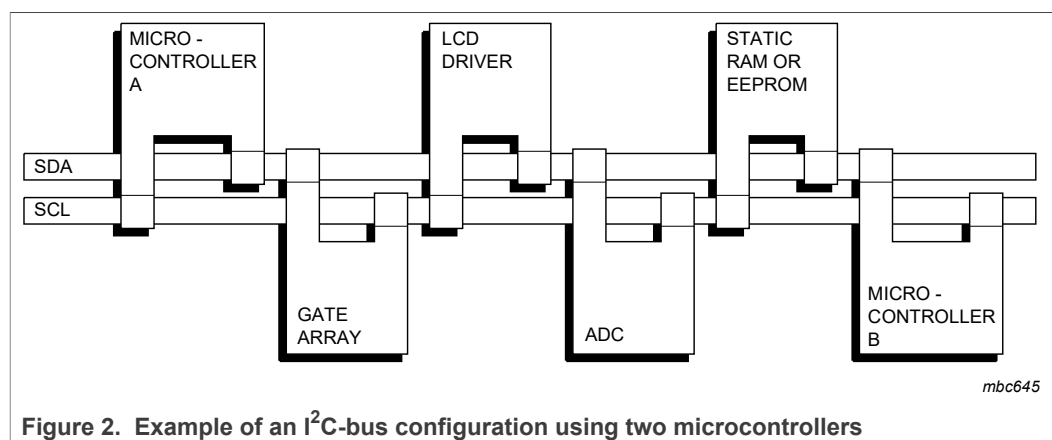 MICRO -
CONTROLLER
A
LCD
DRIVER
STATIC
RAM OR
EEPROM
SDA
SCL
GATE
ARRAY
ADC
MICRO -
CONTROLLER
B
mbc645
Figure 2. Example of an I²C-bus configuration using two microcontrollers